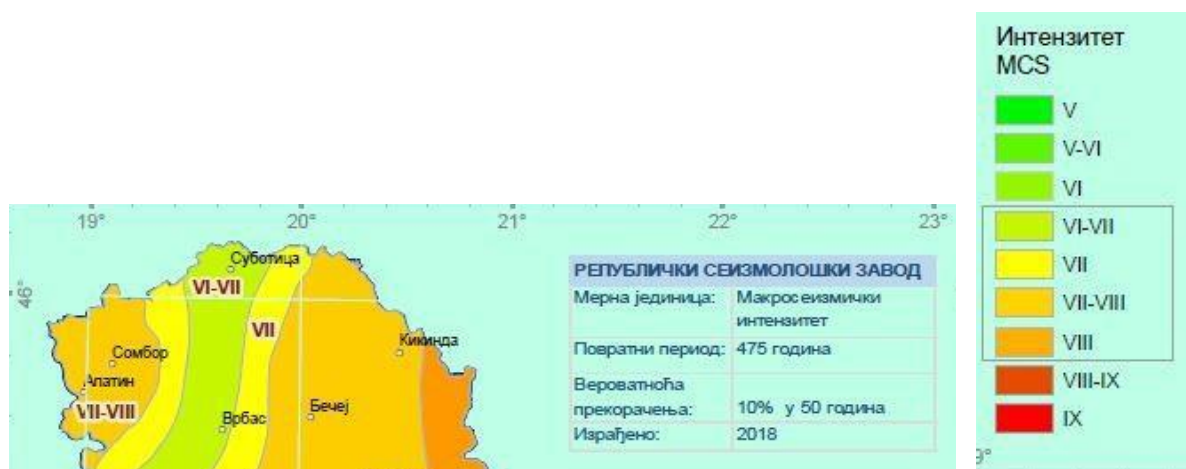 Интензитет
MCS
V
V-VI
VI
VI-VII
VII
VII-VIII
VIII
VIII-IX
IX
9°
19°
20°
21°
22°
23°
46°
Суботица
VI-VII
VII
Кикинда
Сомбор
Апатин
VII-VIII
Врбас
Бечеј
РЕПУБЛИЧКИ СЕИЗМОЛОШКИ ЗАВОД
Мерна јединица: Макросеизмички
интензитет
Повратни период: 475 година
Вероватноћа
прекорачења: 10% у 50 година
Израђено: 2018